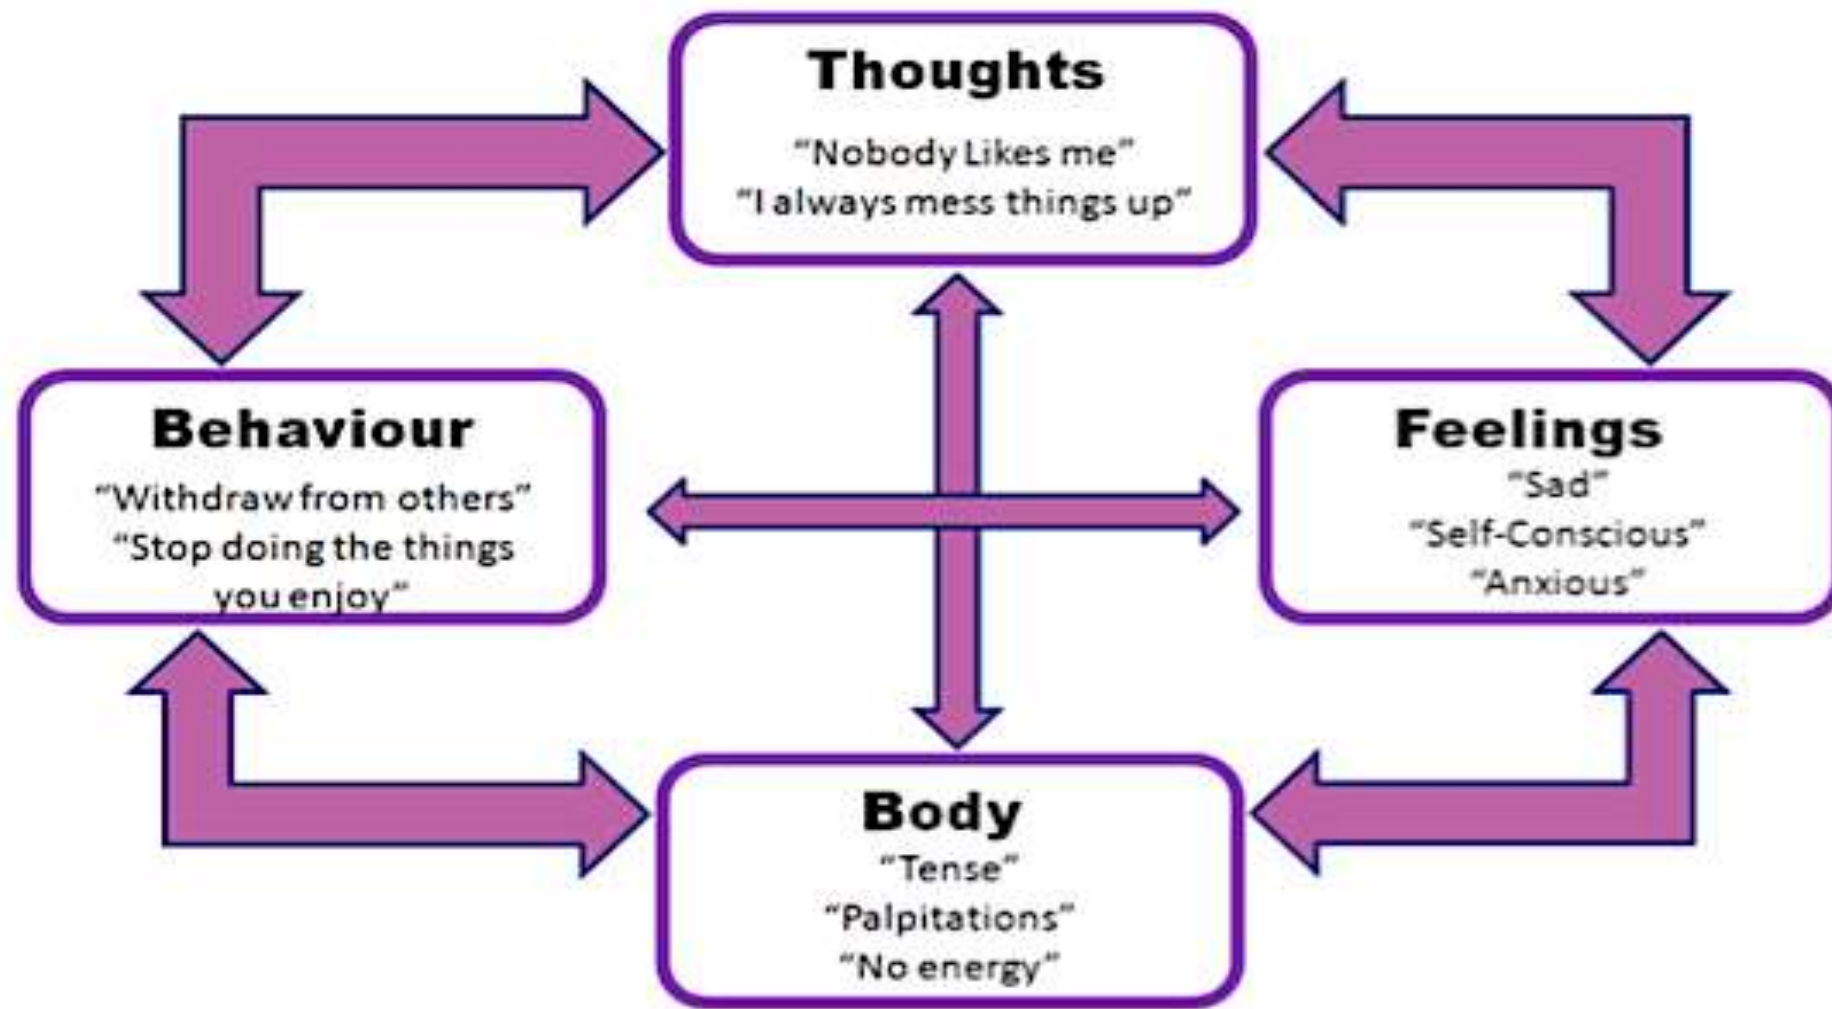 Thoughts
“Nobody Likes me”
“I always mess things up”
Behaviour
“Withdraw from others”
“Stop doing the things
you enjoy”
Feelings
“Sad”
“Self-Conscious”
“Anxious”
Body
“Tense”
“Palpitations”
“No energy”